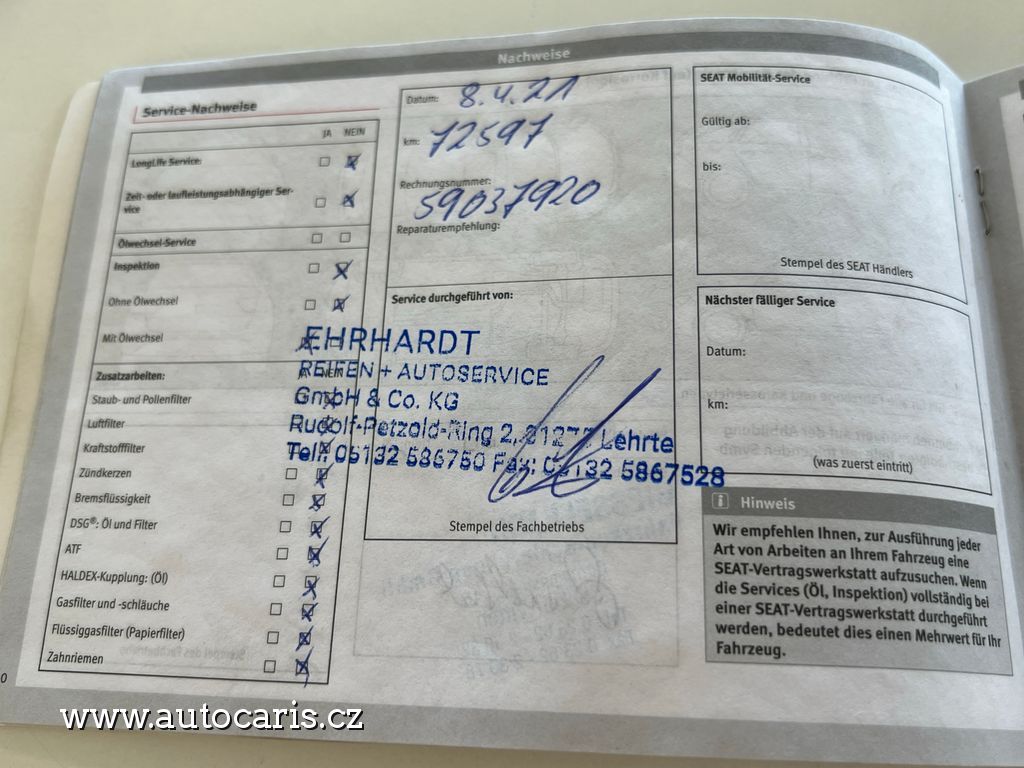 Nachweise
Service-Nachweise
JA NEIN
LongLife Service:
Zeit- oder laufleistungsabhängiger Ser-
vice
Ölwechsel-Service
Inspektion
Ohne Ölwechsel
Mit Ölwechsel
Zusatzarbeiten:
JA NEIN
Staub- und Pollenfilter
Luftfilter
Kraftstofffilter
Zündkerzen
Bremsflüssigkeit
DSG®: Öl und Filter
ATF
HALDEX-Kupplung: (Öl)
Gasfilter und -schläuche
Flüssiggasfilter (Papierfilter)
Zahnriemen
Datum: 8.4.21
km: 72597
Rechnungsnummer:
59037920
Reparaturempfehlung:
Service durchgeführt von:
EHRHARDT
REIFEN + AUTOSERVICE
GmbH & Co. KG
Rudolf-Petzold-Ring 2, Lehrte
Tel.: 05132 586750 Fax: 05132 5867528
Stempel des Fachbetriebs
SEAT Mobilität-Service
Gültig ab:
bis:
Stempel des SEAT Händlers
Nächster fälliger Service
Datum:
km:
(was zuerst eintritt)
i Hinweis
Wir empfehlen Ihnen, zur Ausführung jeder
Art von Arbeiten an Ihrem Fahrzeug eine
SEAT-Vertragswerkstatt aufzusuchen. Wenn
die Services (Öl, Inspektion) vollständig bei
einer SEAT-Vertragswerkstatt durchgeführt
werden, bedeutet dies einen Mehrwert für Ihr
Fahrzeug.
www.autocaris.cz